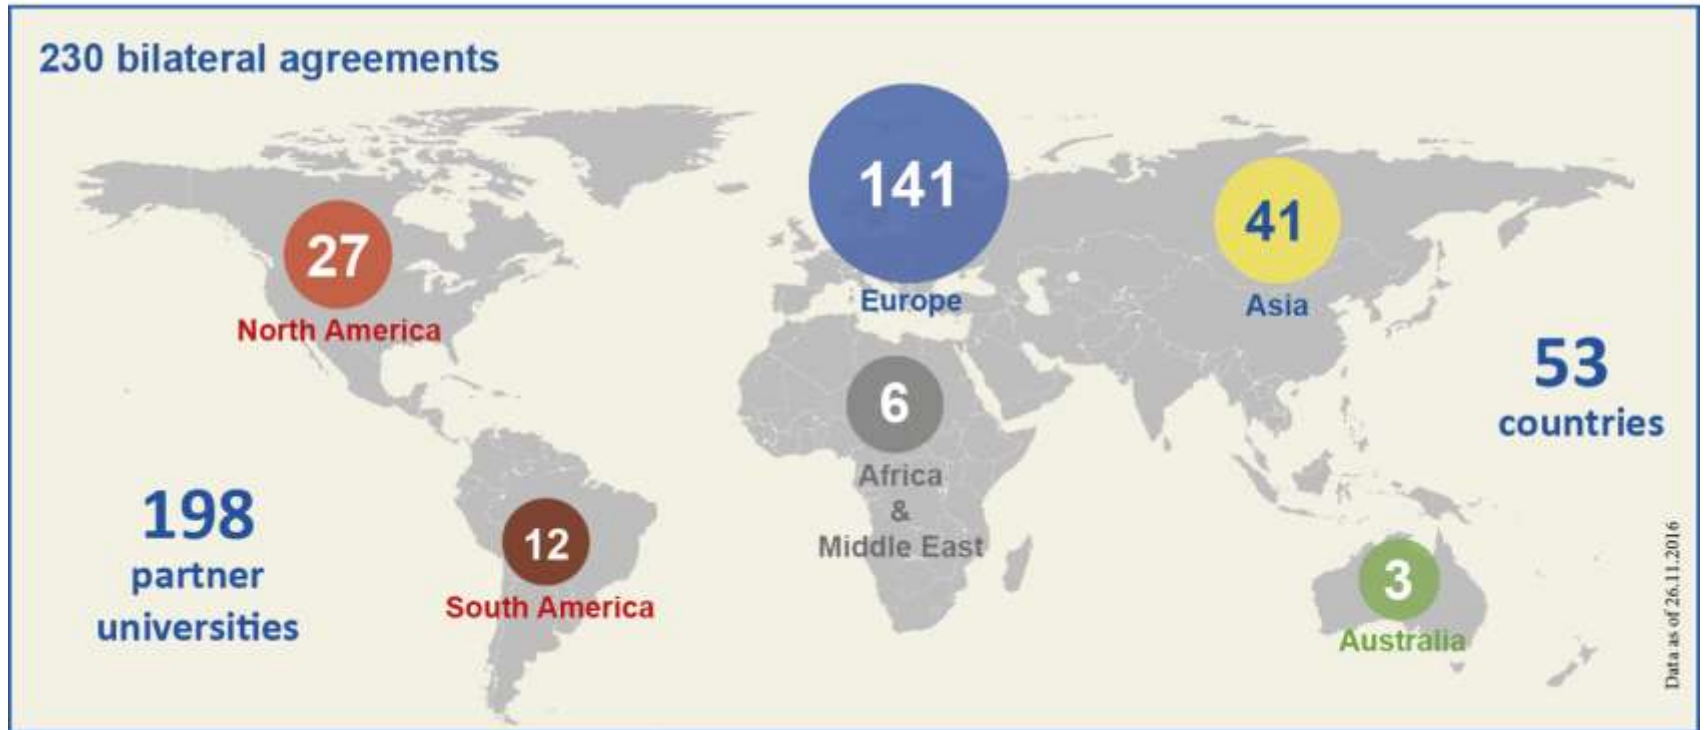 230 bilateral agreements
141
Europe
41
Asia
27
North America
53
countries
6
Africa
&
Middle East
198
partner
universities
12
South America
3
Australia
Data as of 26.11.2016